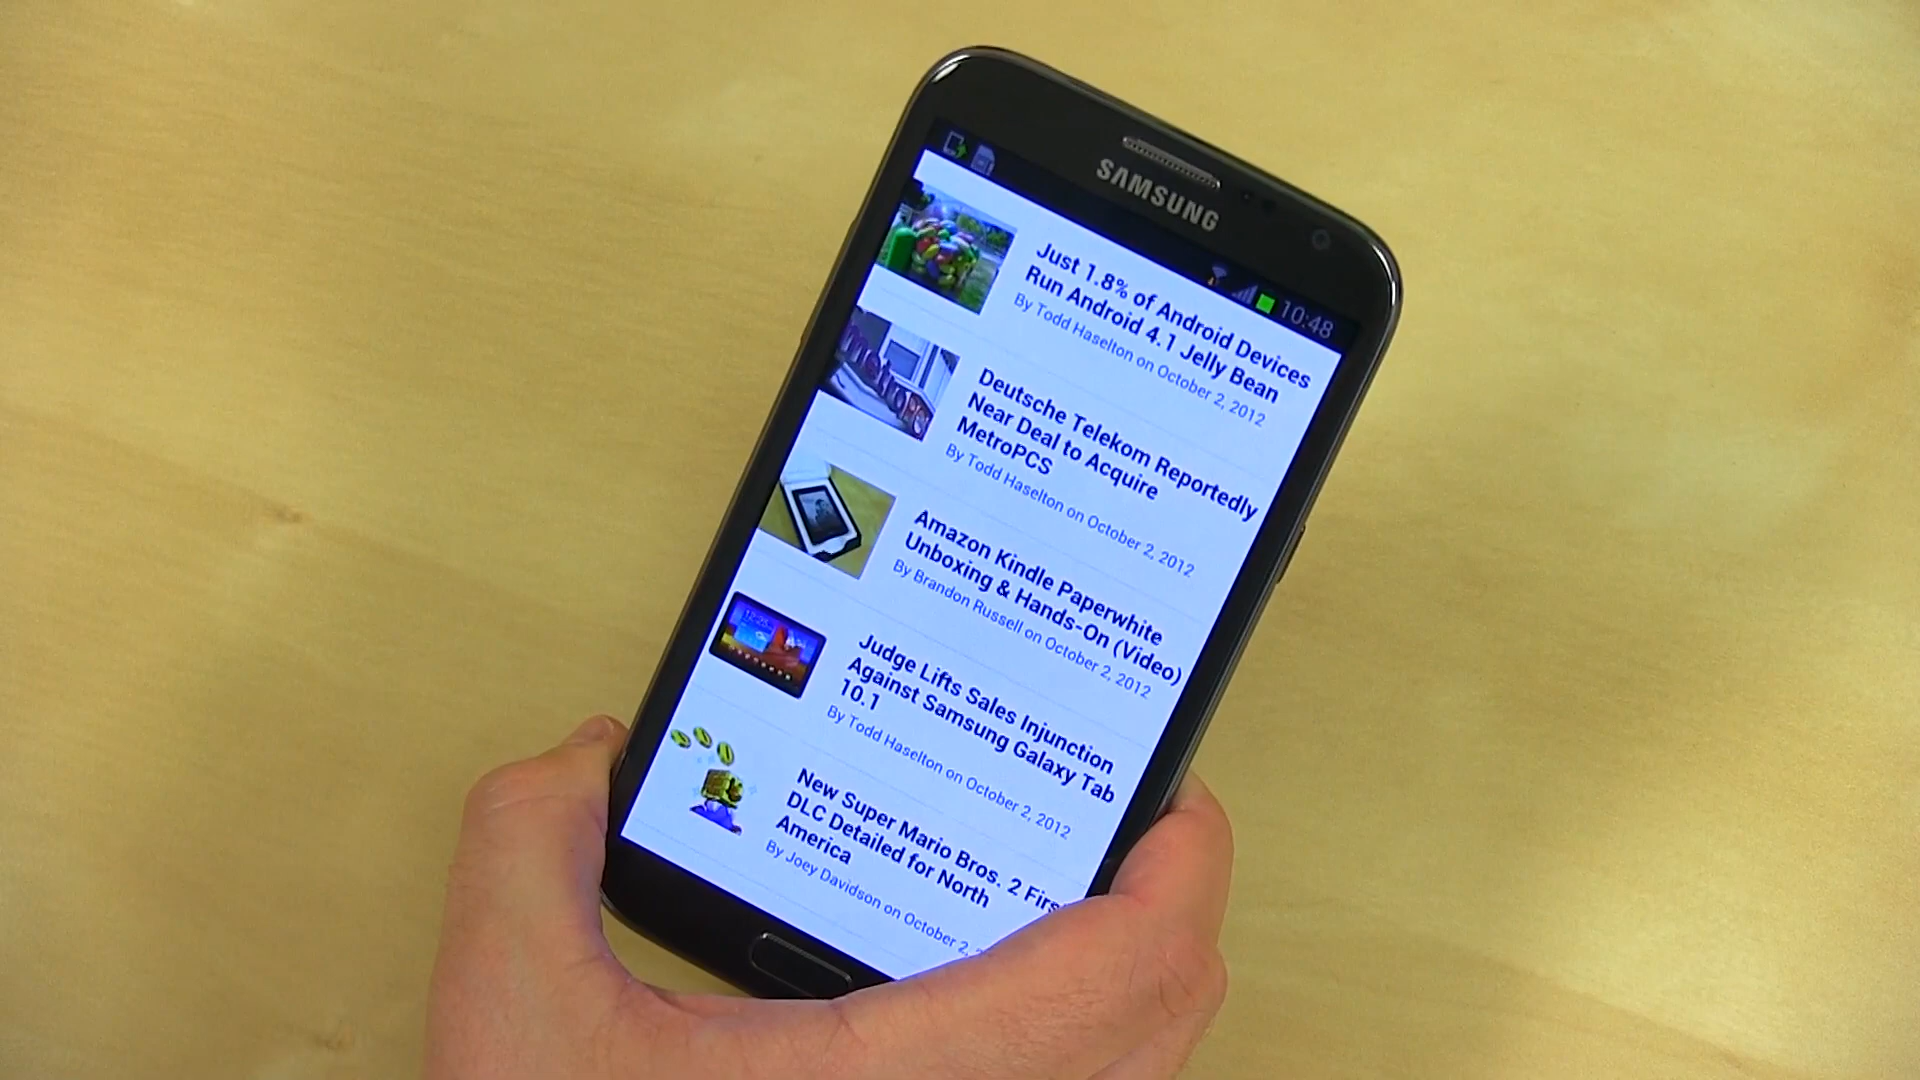 SAMSUNG
10:48
Just 1.8% of Android Devices
Run Android 4.1 Jelly Bean
By Todd Haselton on October 2, 2012
Deutsche Telekom Reportedly
Near Deal to Acquire
MetroPCS
By Todd Haselton on October 2, 2012
Amazon Kindle Paperwhite
Unboxing & Hands-On (Video)
By Brandon Russell on October 2, 2012
Judge Lifts Sales Injunction
Against Samsung Galaxy Tab
10.1
By Todd Haselton on October 2, 2012
New Super Mario Bros. 2 Firs
DLC Detailed for North
America
By Joey Davidson on October 2,